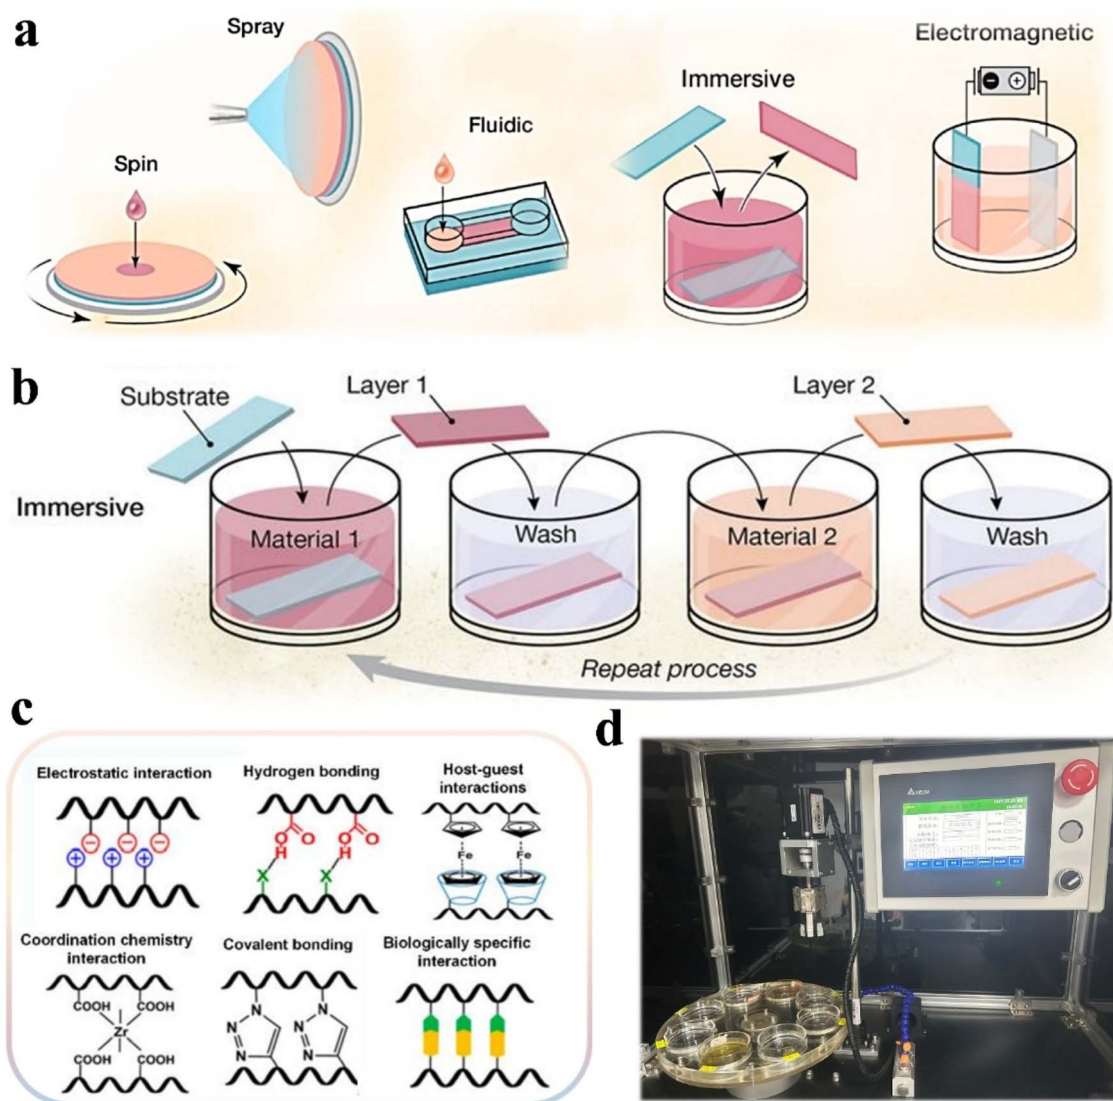 a
Spray
Electromagnetic
Immersive
Fluidic
Spin
b
Substrate
Layer 1
Layer 2
Immersive
Material 1
Wash
Material 2
Wash
Repeat process
c
Electrostatic interaction
Hydrogen bonding
Host-guest
interactions
O
O
O
O
H
H
Fe
Fe
X
X
Coordination chemistry
interaction
COOH
COOH
Zr
COOH
COOH
Covalent bonding
N
N
N
N
N
N
Biologically specific
interaction
d